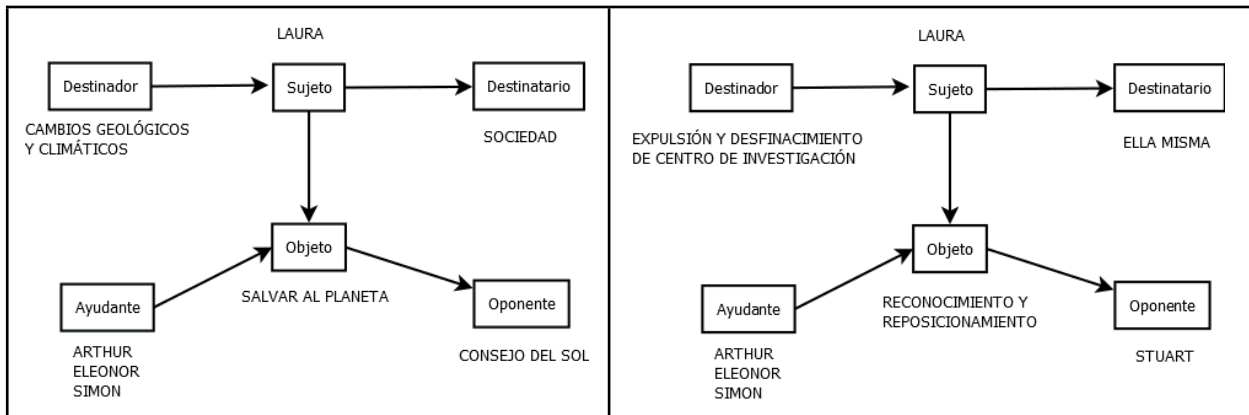 LAURA
Destinador
Sujeto
Destinatario
CAMBIOS GEOLÓGICOS
Y CLIMÁTICOS
SOCIEDAD
Objeto
SALVAR AL PLANETA
Ayudante
Oponente
ARTHUR
ELEONOR
SIMON
CONSEJO DEL SOL
LAURA
Destinador
Sujeto
Destinatario
EXPULSIÓN Y DESFINACIMIENTO
DE CENTRO DE INVESTIGACIÓN
ELLA MISMA
Objeto
RECONOCIMIENTO Y
REPOSICIONAMIENTO
Ayudante
Oponente
ARTHUR
ELEONOR
SIMON
STUART